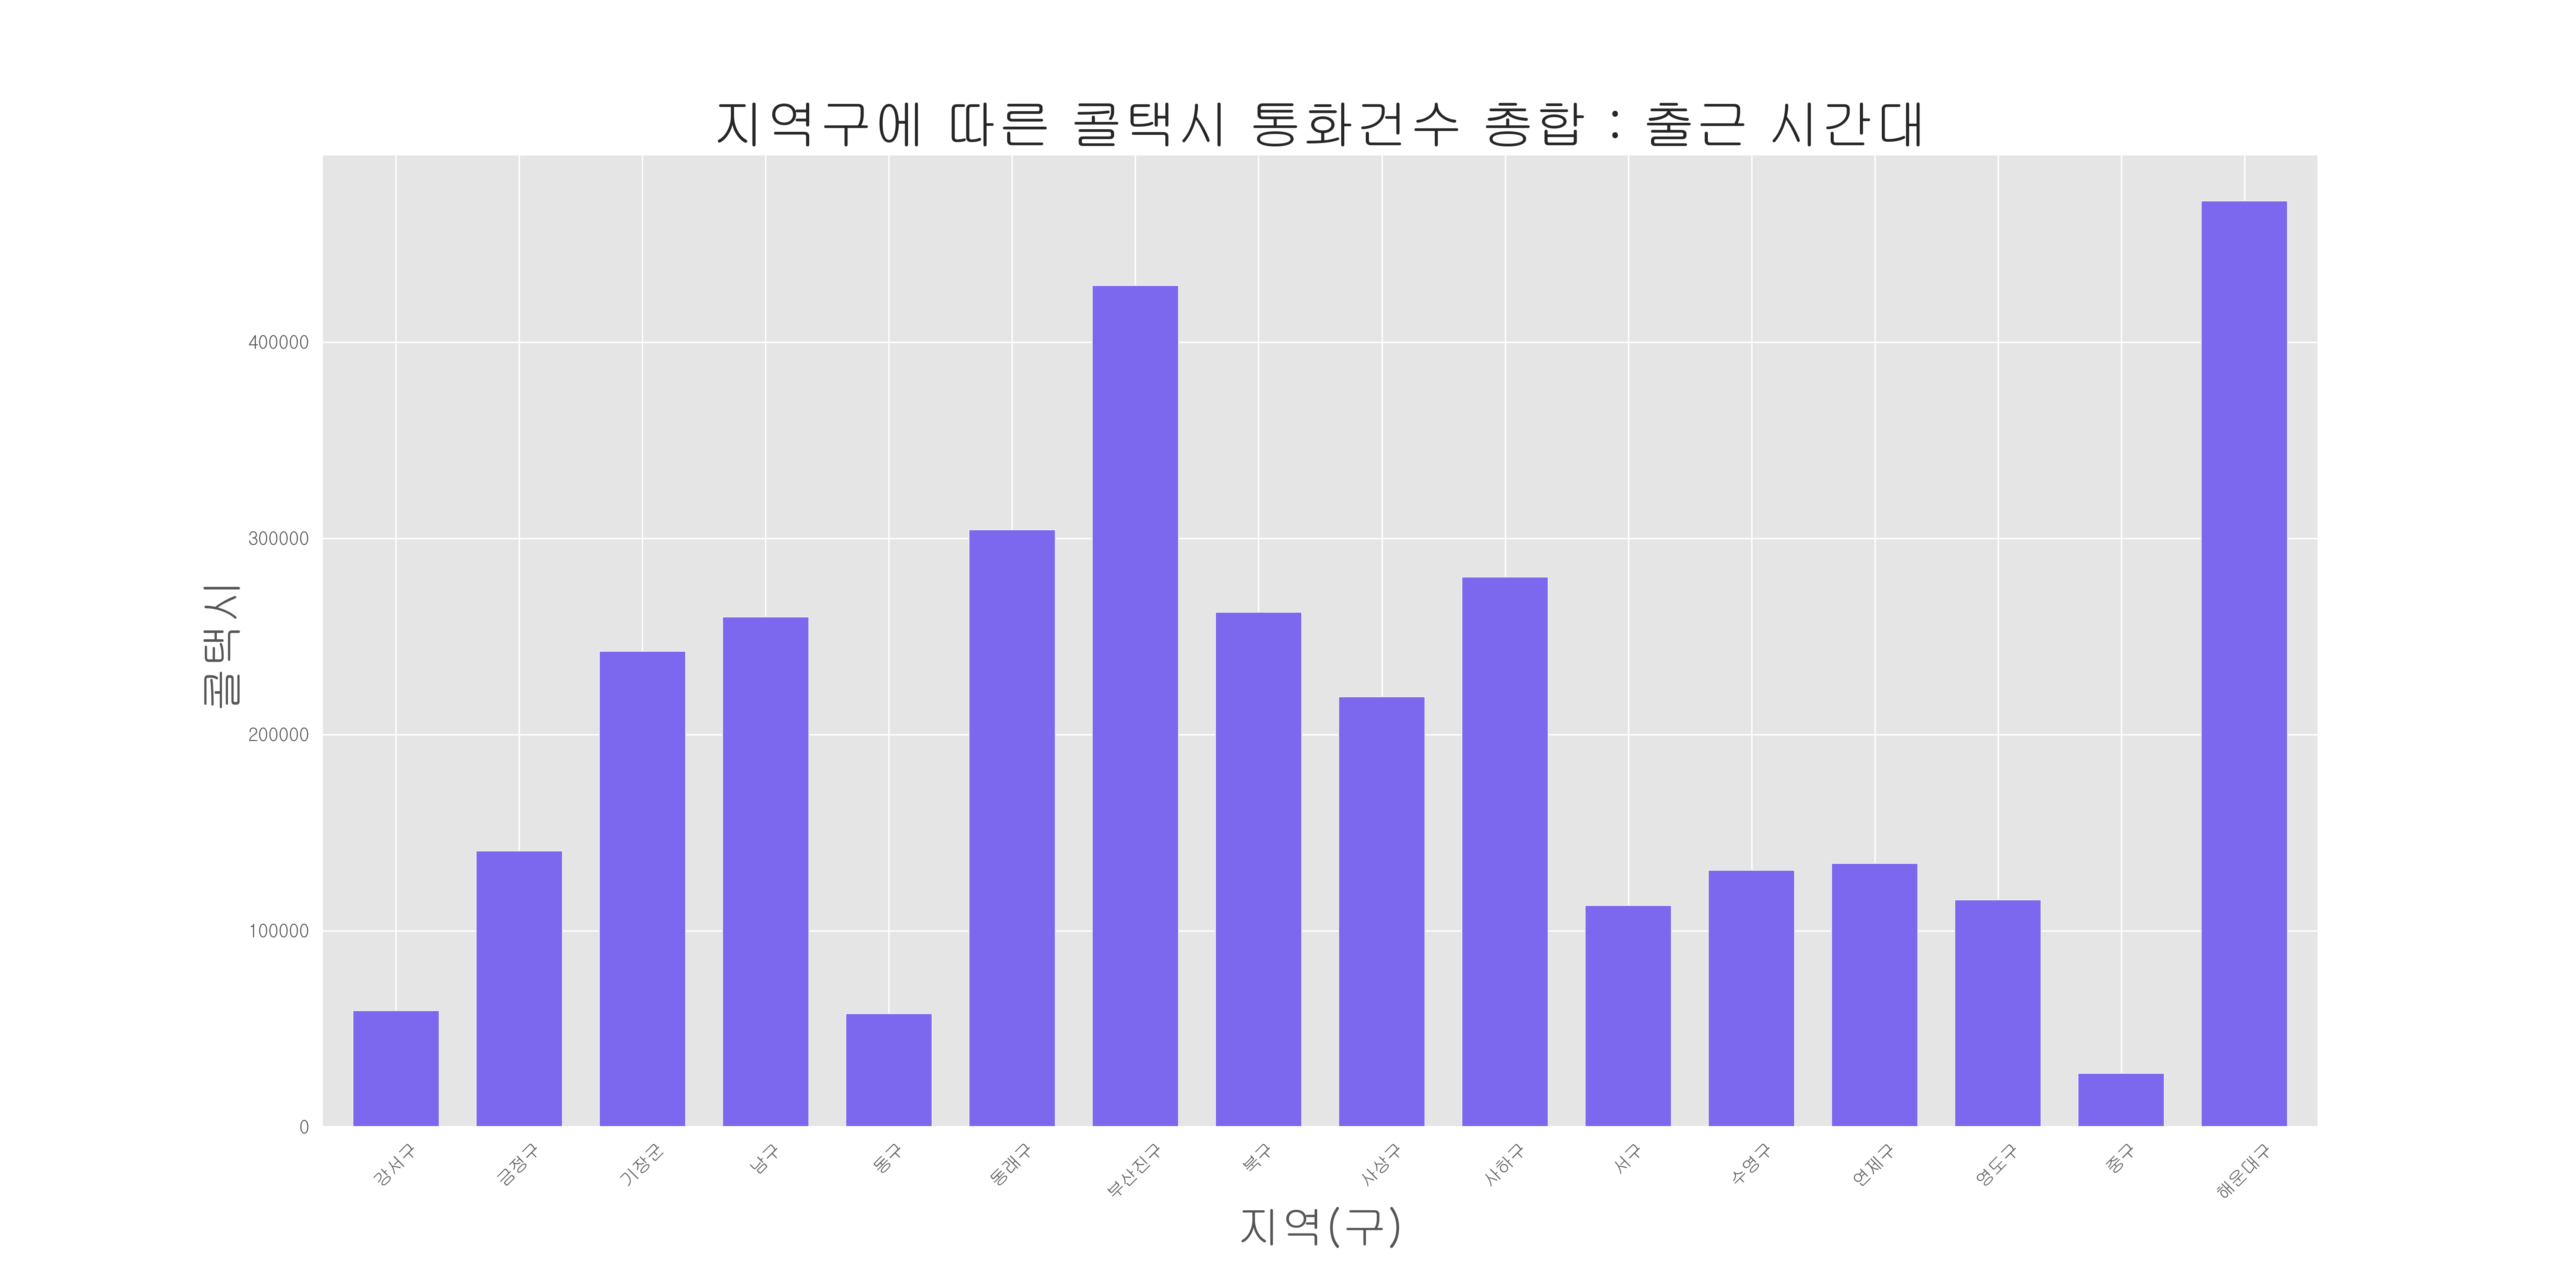 지역구에 따른 콜택시 통화건수 총합 : 출근 시간대
콜택시
400000
300000
200000
100000
0
강서구
금정구
기장군
남구
동구
동래구
부산진구
북구
사상구
사하구
서구
수영구
연제구
영도구
중구
해운대구
지역(구)